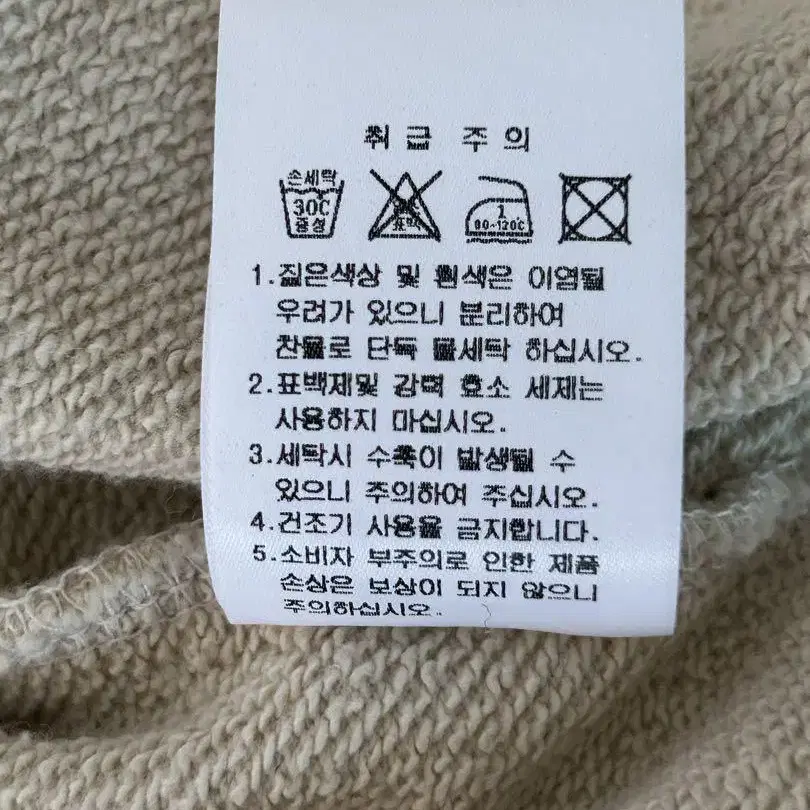 취급 주의
손세탁
30C
중성
표백
1
80~120℃
1.짙은색상 및 흰색은 이염될
우려가 있으니 분리하여
찬물로 단독 물세탁 하십시오.
2.표백제및 강력 효소 세제는
사용하지 마십시오.
3.세탁시 수축이 발생될 수
있으니 주의하여 주십시오.
4.건조기 사용을 금지합니다.
5.소비자 부주의로 인한 제품
손상은 보상이 되지 않으니
주의하십시오.